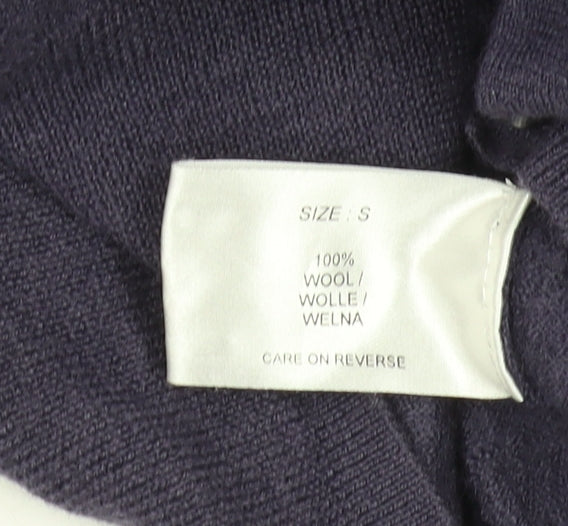 SIZE : S
100%
WOOL /
WOLLE /
WELNA
CARE ON REVERSE